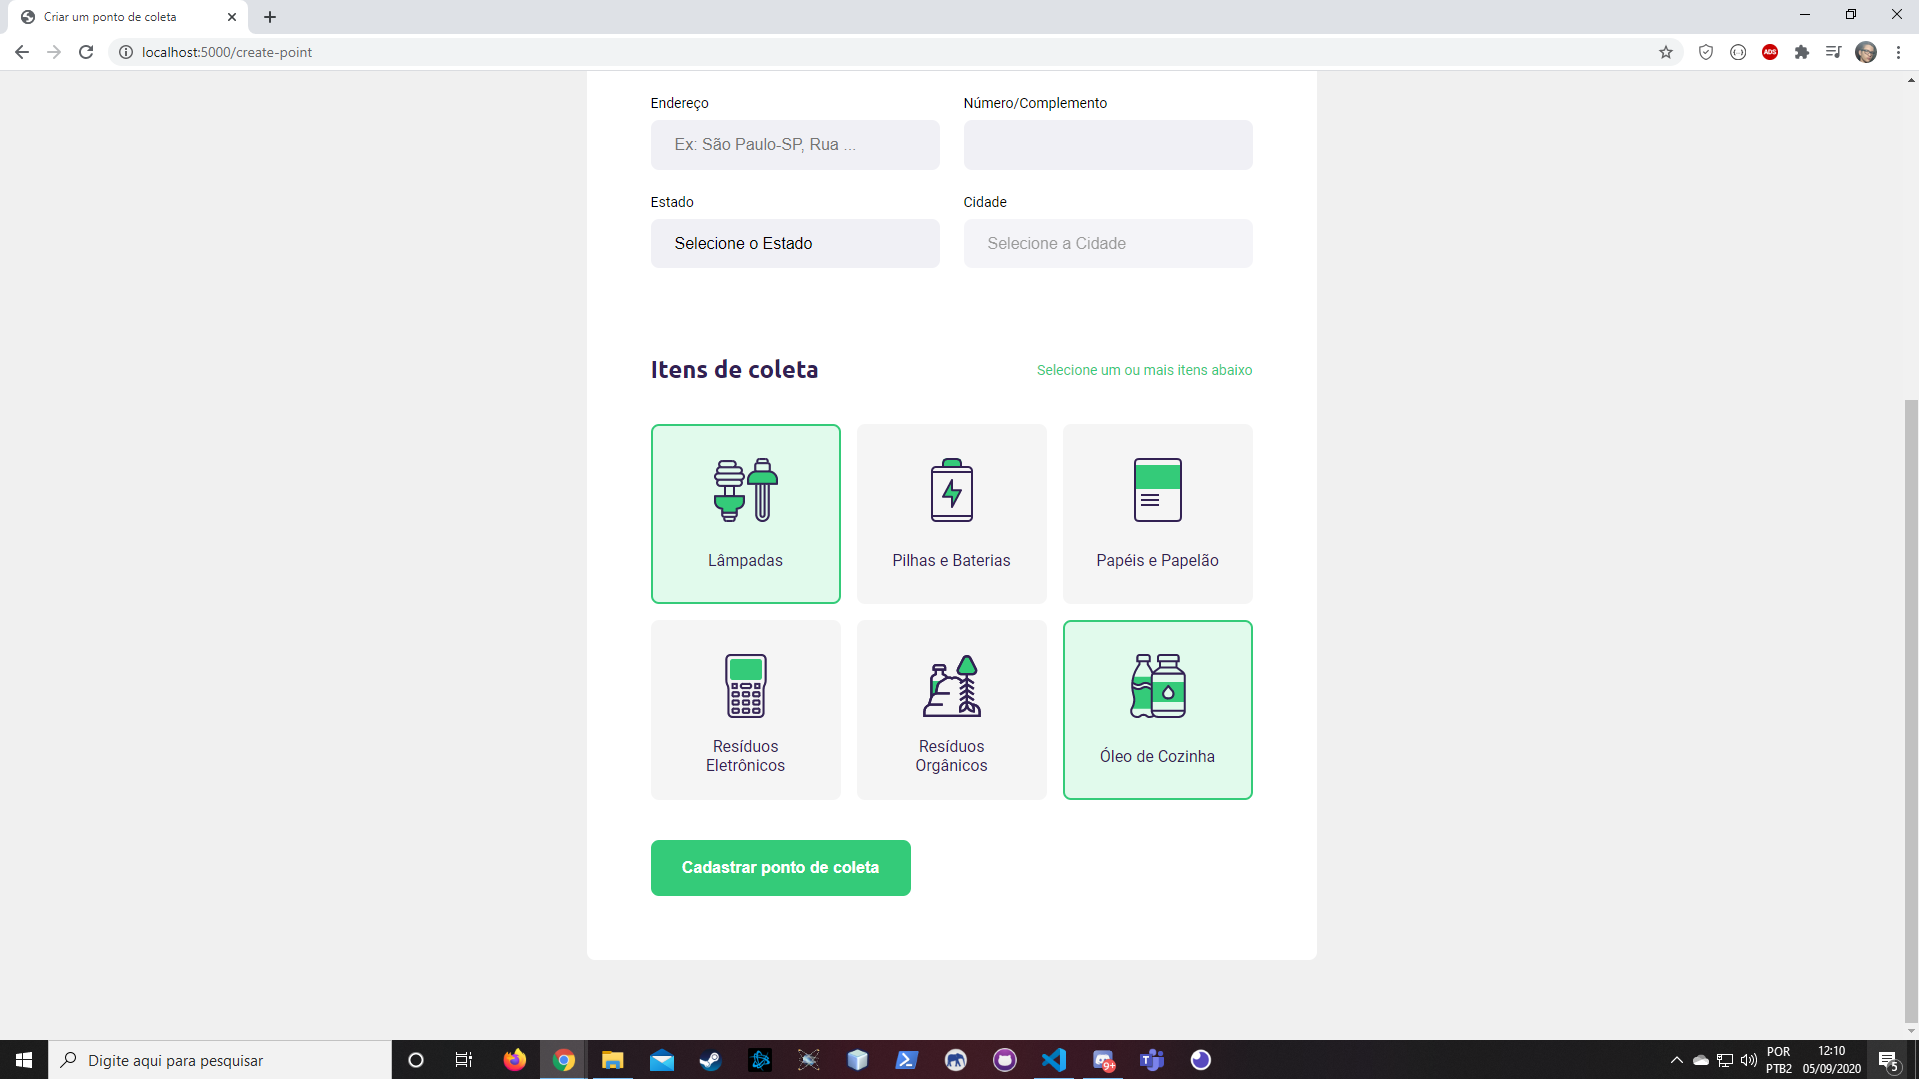 Criar um ponto de coleta
localhost:5000/create-point
ADS
Endereço
Número/Complemento
Ex: São Paulo-SP, Rua ...
Estado
Cidade
Selecione o Estado
Selecione a Cidade
Itens de coleta
Selecione um ou mais itens abaixo
Lâmpadas
Pilhas e Baterias
Papéis e Papelão
Resíduos
Eletrônicos
Resíduos
Orgânicos
Óleo de Cozinha
Cadastrar ponto de coleta
Digite aqui para pesquisar
9+
T
POR
PTB2
12:10
05/09/2020
5